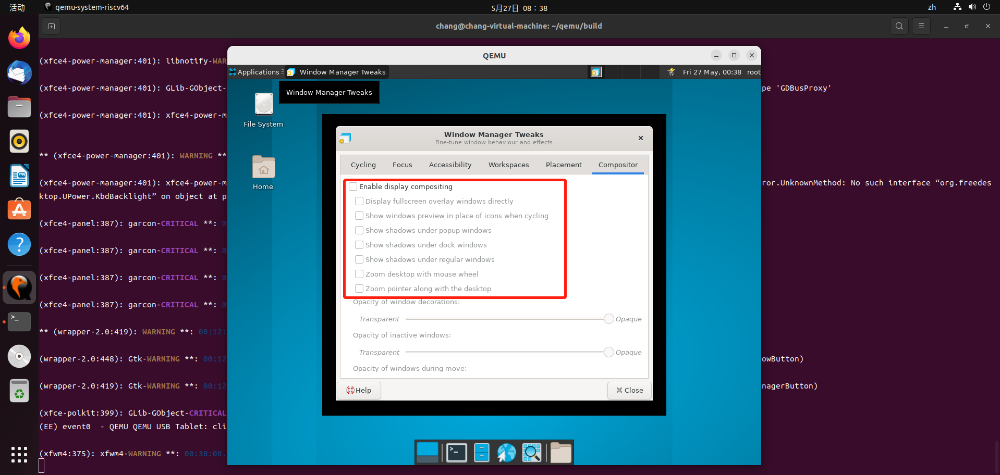 活动
qemu-system-riscv64
5月27日 08：38
zh
chang@chang-virtual-machine: ~/qemu/build
(xfce4-power-manager:401): libnotify-WAR
(xfce4-power-manager:401): GLib-GObject-
pe 'GDBusProxy'
(xfce4-power-manager:401): xfce4-power-m
** (xfce4-power-manager:401): WARNING **
(xfce4-power-manager:401): xfce4-power-m
ror.UnknownMethod: No such interface “org.freedes
ktop.UPower.KbdBacklight” on object at p
(xfce4-panel:387): garcon-CRITICAL **: 0
(xfce4-panel:387): garcon-CRITICAL **: 0
(xfce4-panel:387): garcon-CRITICAL **: 0
(xfce4-panel:387): garcon-CRITICAL **: 0
** (wrapper-2.0:419): WARNING **: 00:12:
(wrapper-2.0:448): Gtk-WARNING **: 00:12
owButton)
(wrapper-2.0:419): Gtk-WARNING **: 00:12
nagerButton)
(xfce-polkit:399): GLib-GObject-CRITICAL
(EE) event0  - QEMU QEMU USB Tablet: cli
(xfwm4:375): xfwm4-WARNING **: 00:38:08.
QEMU
Applications
Window Manager Tweaks
Fri 27 May, 00:38
root
Window Manager Tweaks
File System
Home
Window Manager Tweaks
Fine-tune window behaviour and effects
Cycling
Focus
Accessibility
Workspaces
Placement
Compositor
Enable display compositing
Display fullscreen overlay windows directly
Show windows preview in place of icons when cycling
Show shadows under popup windows
Show shadows under dock windows
Show shadows under regular windows
Zoom desktop with mouse wheel
Zoom pointer along with the desktop
Opacity of window decorations:
Transparent
Opaque
Opacity of inactive windows:
Transparent
Opaque
Opacity of windows during move:
Help
Close